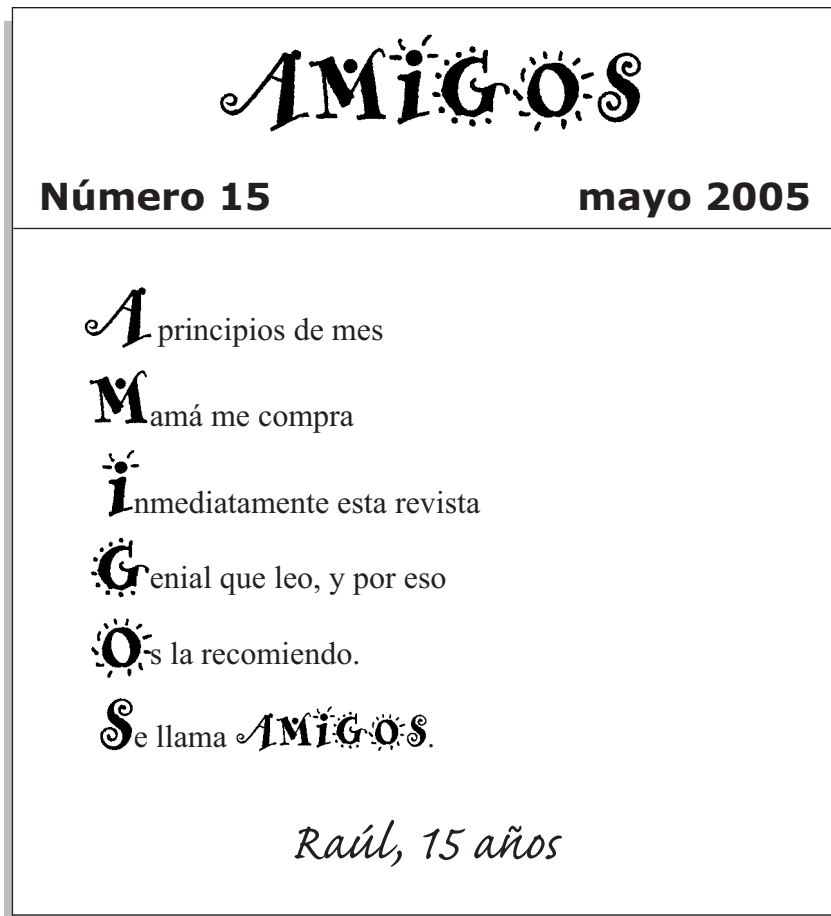 AMiGOS
Número 15 mayo 2005
A principios de mes
Mamá me compra
inmediatamente esta revista
Genial que leo, y por eso
Os la recomiendo.
Se llama AMiGOS.
Raúl, 15 años